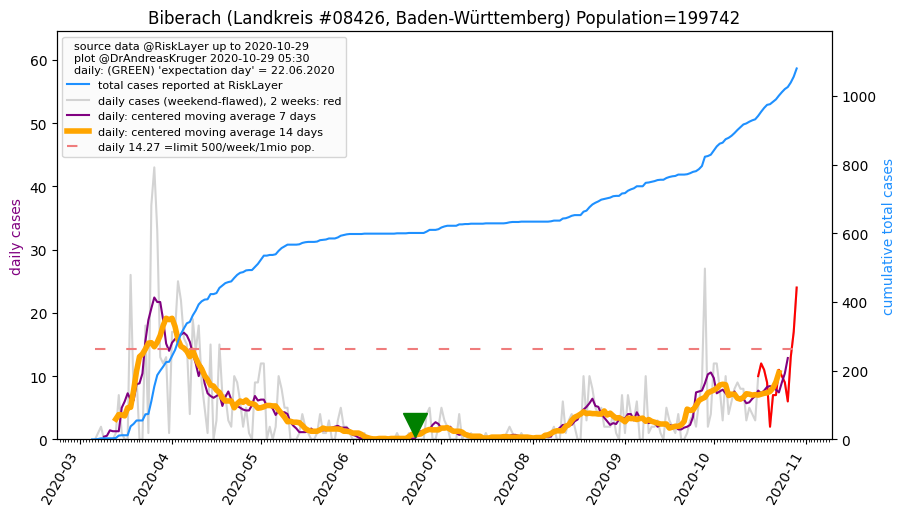 Biberach (Landkreis #08426, Baden-Württemberg) Population=199742
source data @RiskLayer up to 2020-10-29
plot @DrAndreasKruger 2020-10-29 05:30
daily: (GREEN) 'expectation day' = 22.06.2020
total cases reported at RiskLayer
daily cases (weekend-flawed), 2 weeks: red
daily: centered moving average 7 days
daily: centered moving average 14 days
daily 14.27 =limit 500/week/1mio pop.
daily cases
60
50
40
30
20
10
0
cumulative total cases
1000
800
600
400
200
0
2020-03
2020-04
2020-05
2020-06
2020-07
2020-08
2020-09
2020-10
2020-11